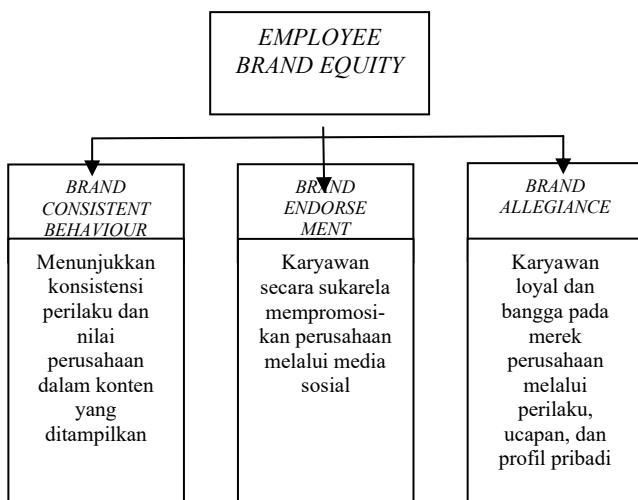 EMPLOYEE
BRAND EQUITY
BRAND
CONSISTENT
BEHAVIOUR
Menunjukkan
konsistensi
perilaku dan
nilai
perusahaan
dalam konten
yang
ditampilkan
BRAND
ENDORSE
MENT
Karyawan
secara sukarela
mempromosi-
kan perusahaan
melalui media
sosial
BRAND
ALLEGIANCE
Karyawan
loyal dan
bangga pada
merek
perusahaan
melalui
perilaku,
ucapan, dan
profil pribadi